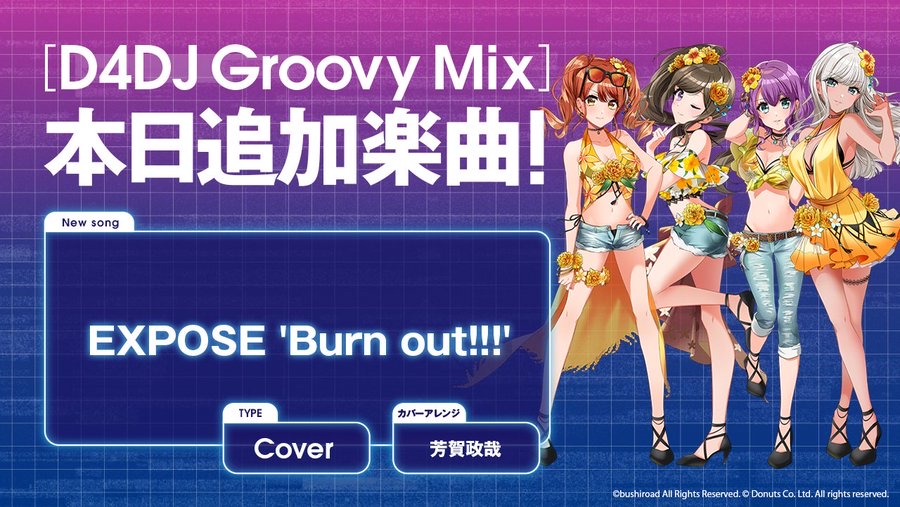 [D4DJ Groovy Mix]
本日追加楽曲!
New song
EXPOSE 'Burn out!!!'
TYPE
Cover
カバーアレンジ
芳賀政哉
©bushiroad All Rights Reserved. © Donuts Co. Ltd. All rights reserved.